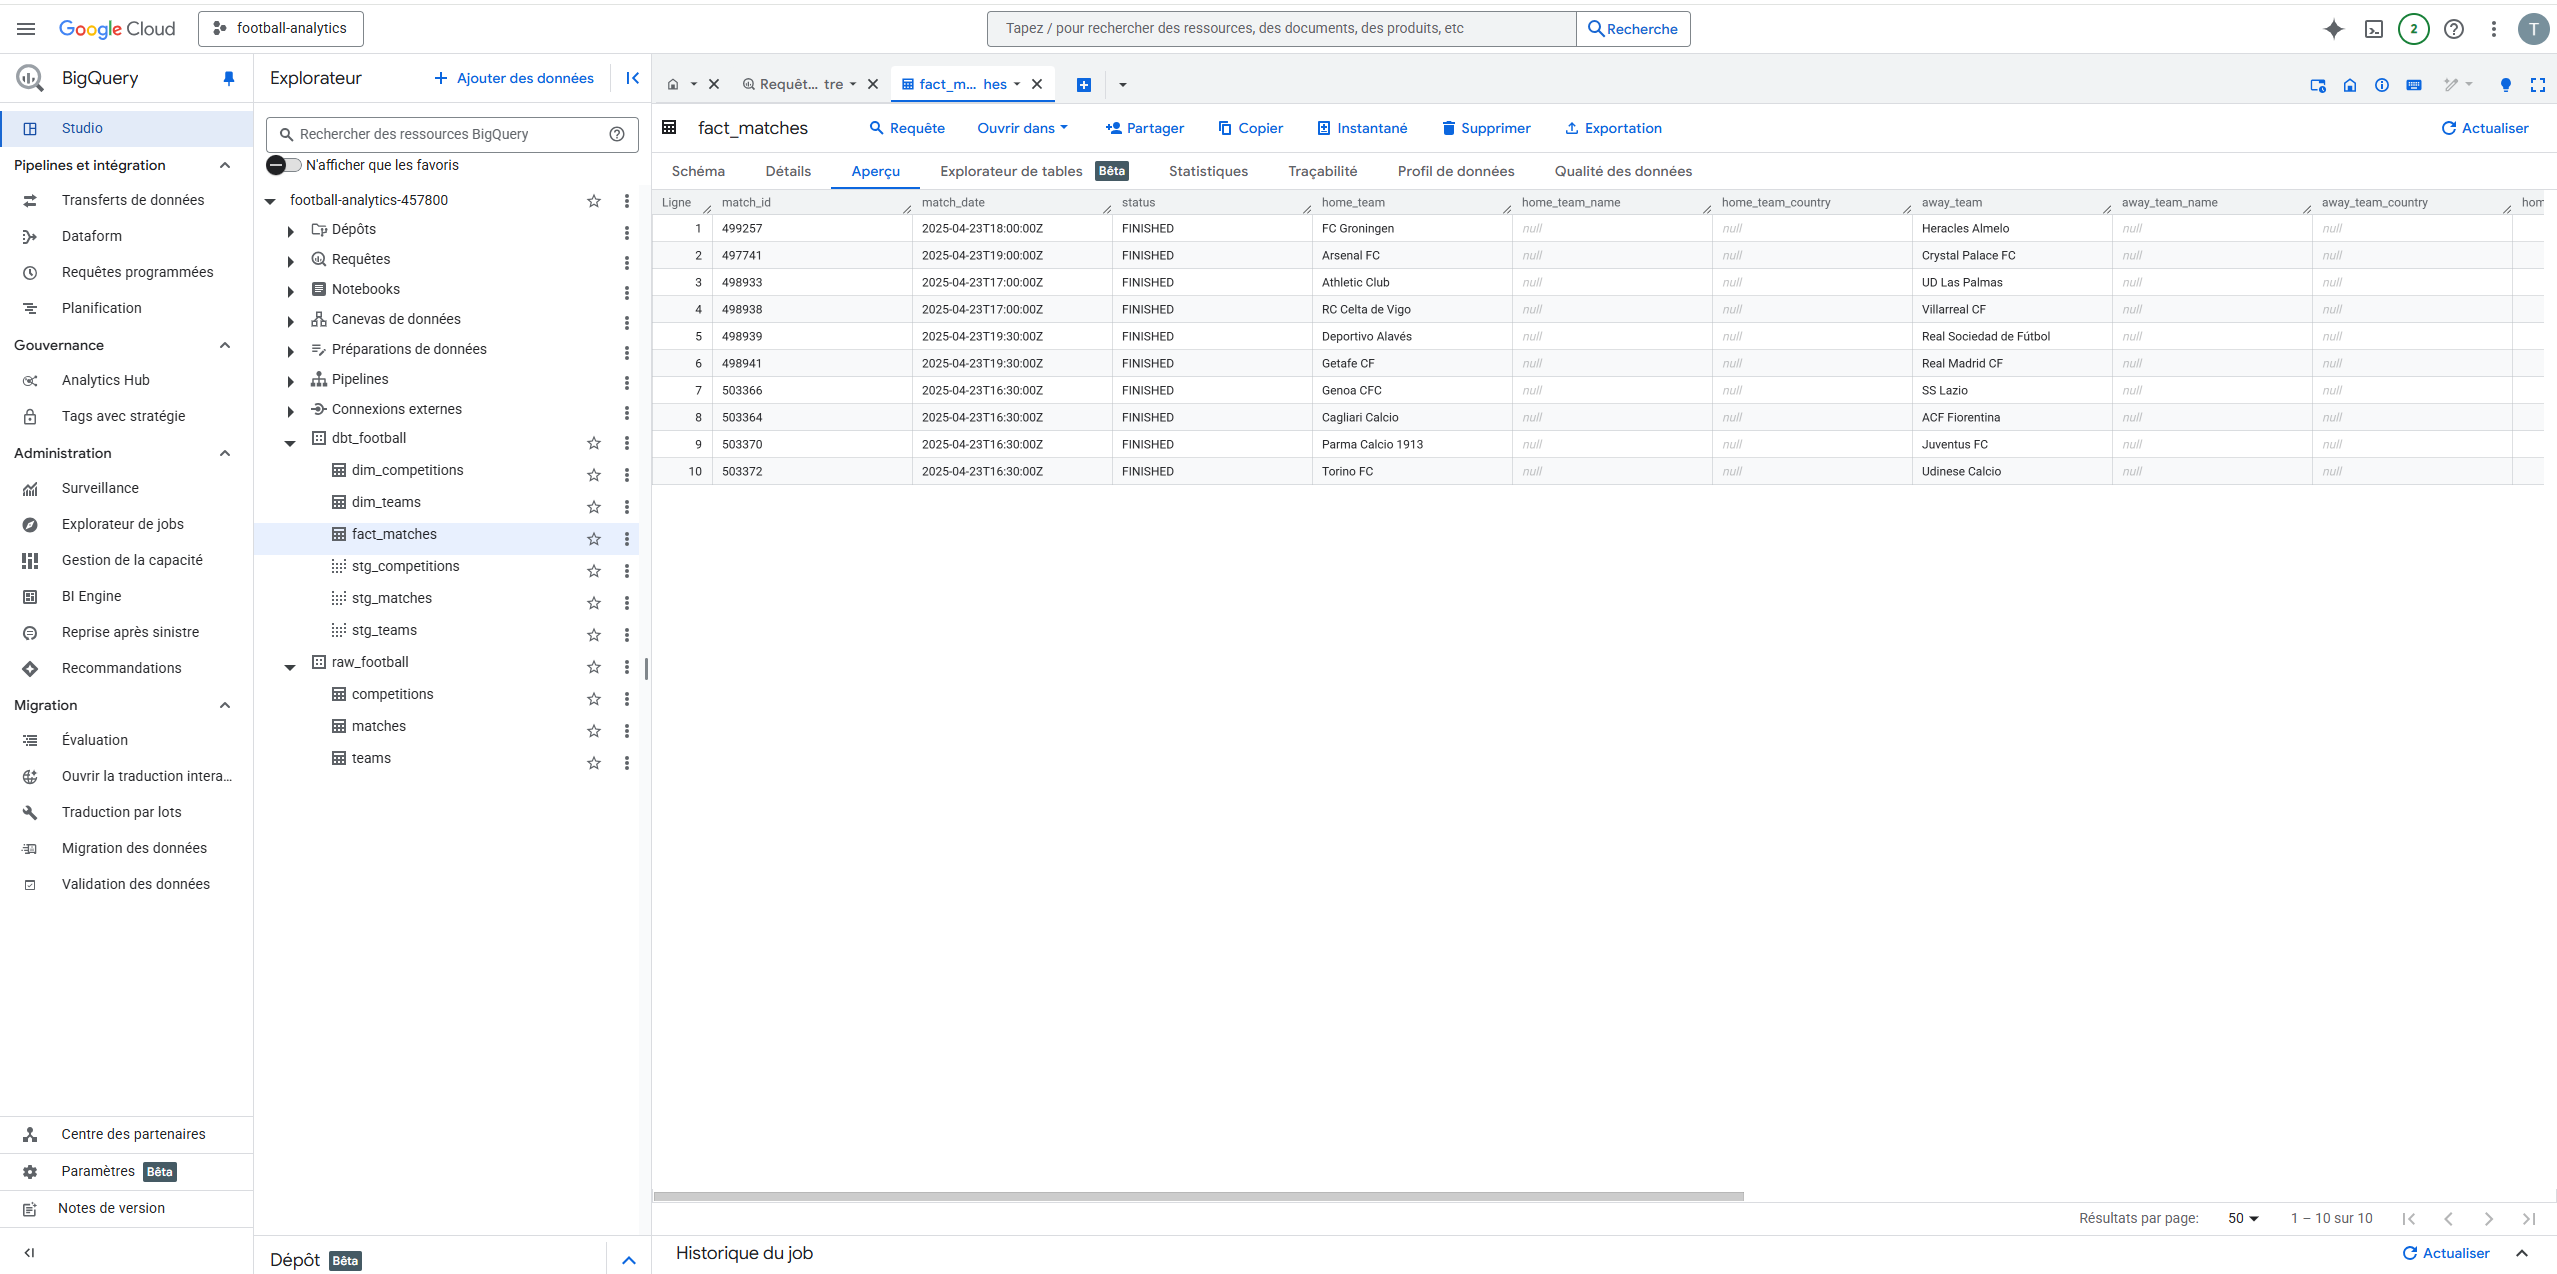 Google Cloud football-analytics Tapez / pour rechercher des ressources, des documents, des produits, etc Recherche 2 T
BigQuery
Studio
Pipelines et intégration
Transferts de données
Dataform
Requêtes programmées
Planification
Gouvernance
Analytics Hub
Tags avec stratégie
Administration
Surveillance
Explorateur de jobs
Gestion de la capacité
BI Engine
Reprise après sinistre
Recommandations
Migration
Évaluation
Ouvrir la traduction intera...
Traduction par lots
Migration des données
Validation des données
Centre des partenaires
Paramètres Bêta
Notes de version
Explorateur Ajouter des données
Rechercher des ressources BigQuery
N'afficher que les favoris
football-analytics-457800
Dépôts
Requêtes
Notebooks
Canevas de données
Préparations de données
Pipelines
Connexions externes
dbt_football
dim_competitions
dim_teams
fact_matches
stg_competitions
stg_matches
stg_teams
raw_football
competitions
matches
teams
Dépôt Bêta
Requêt... tre fact_m... hes
fact_matches Requête Ouvrir dans Partager Copier Instantané Supprimer Exportation Actualiser
Schéma Détails Aperçu Explorateur de tables Bêta Statistiques Traçabilité Profil de données Qualité des données
Ligne match_id match_date status home_team home_team_name home_team_country away_team away_team_name away_team_country hom
1 499257 2025-04-23T18:00:00Z FINISHED FC Groningen null null Heracles Almelo null null
2 497741 2025-04-23T19:00:00Z FINISHED Arsenal FC null null Crystal Palace FC null null
3 498933 2025-04-23T17:00:00Z FINISHED Athletic Club null null UD Las Palmas null null
4 498938 2025-04-23T17:00:00Z FINISHED RC Celta de Vigo null null Villarreal CF null null
5 498939 2025-04-23T19:30:00Z FINISHED Deportivo Alavés null null Real Sociedad de Fútbol null null
6 498941 2025-04-23T19:30:00Z FINISHED Getafe CF null null Real Madrid CF null null
7 503366 2025-04-23T16:30:00Z FINISHED Genoa CFC null null SS Lazio null null
8 503364 2025-04-23T16:30:00Z FINISHED Cagliari Calcio null null ACF Fiorentina null null
9 503370 2025-04-23T16:30:00Z FINISHED Parma Calcio 1913 null null Juventus FC null null
10 503372 2025-04-23T16:30:00Z FINISHED Torino FC null null Udinese Calcio null null
Résultats par page: 50 1 – 10 sur 10
Historique du job Actualiser